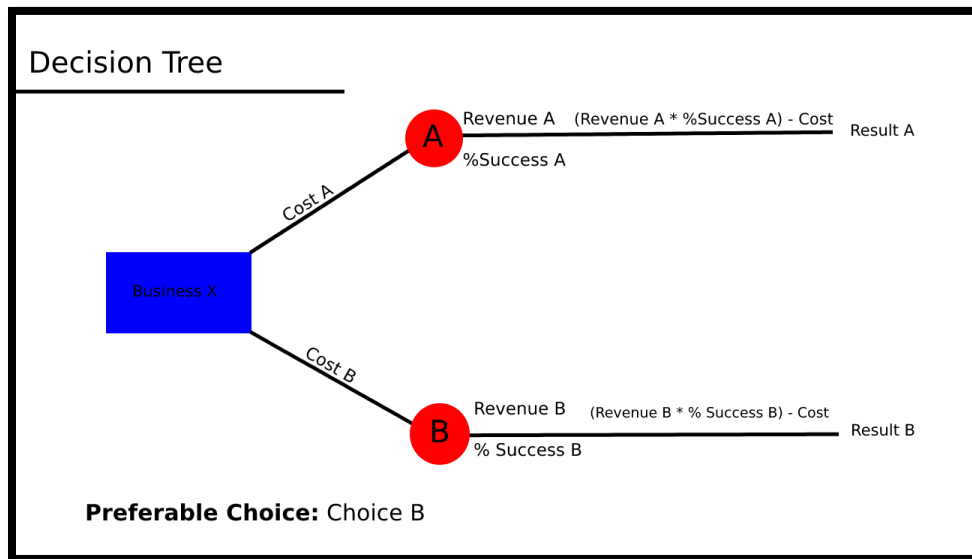 Decision Tree
Revenue A
(Revenue A * %Success A) - Cost
Result A
A
%Success A
Cost A
Business X
Cost B
Revenue B
(Revenue B * % Success B) - Cost
Result B
B
% Success B
Preferable Choice: Choice B